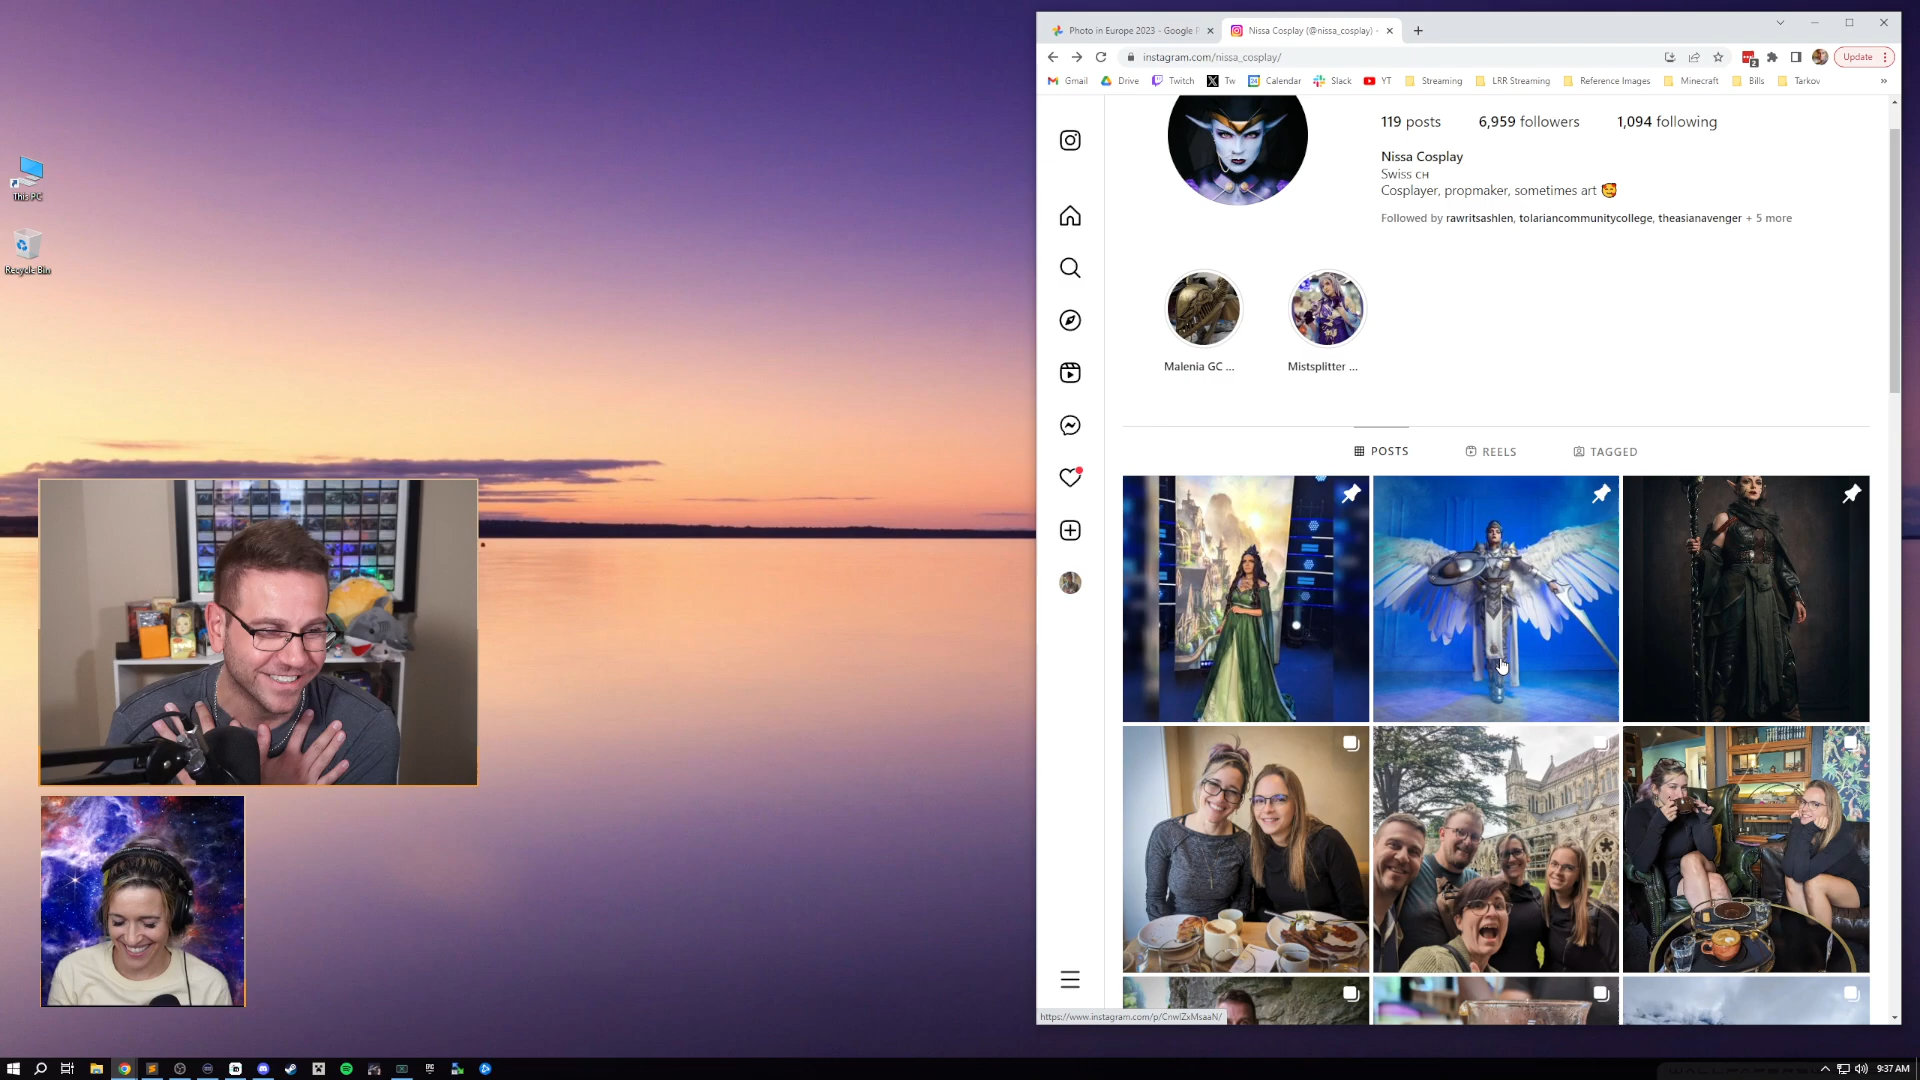 Photo in Europe 2023 - Google P
Nissa Cosplay (@nissa_cosplay) -
instagram.com/nissa_cosplay/
2
Update
Gmail
Drive
Twitch
Tw
Calendar
Slack
YT
Streaming
LRR Streaming
Reference Images
Minecraft
Bills
Tarkov
»
119 posts
6,959 followers
1,094 following
Nissa Cosplay
Swiss CH
Cosplayer, propmaker, sometimes art 🥰
Followed by rawritsashlen, tolariancommunitycollege, theasianavenger + 5 more
Malenia GC ...
Mistsplitter ...
POSTS
REELS
TAGGED
This PC
Recycle Bin
https://www.instagram.com/p/CnwlZxMsaaN/
9:37 AM